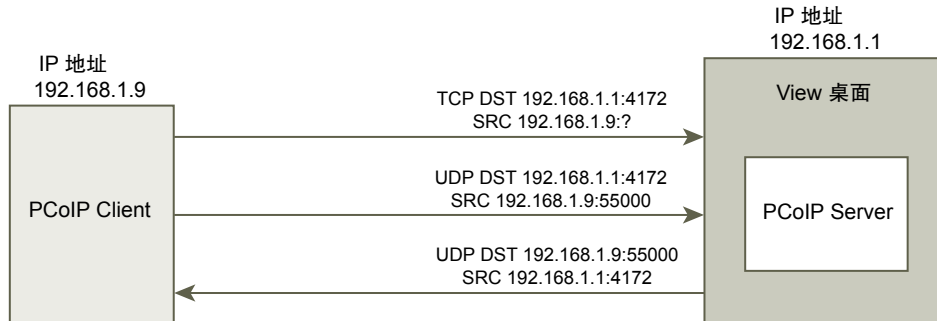 IP 地址
192.168.1.1
IP 地址
192.168.1.9
TCP DST 192.168.1.1:4172
SRC 192.168.1.9:?
View 桌面
UDP DST 192.168.1.1:4172
SRC 192.168.1.9:55000
PCoIP Client
PCoIP Server
UDP DST 192.168.1.9:55000
SRC 192.168.1.1:4172